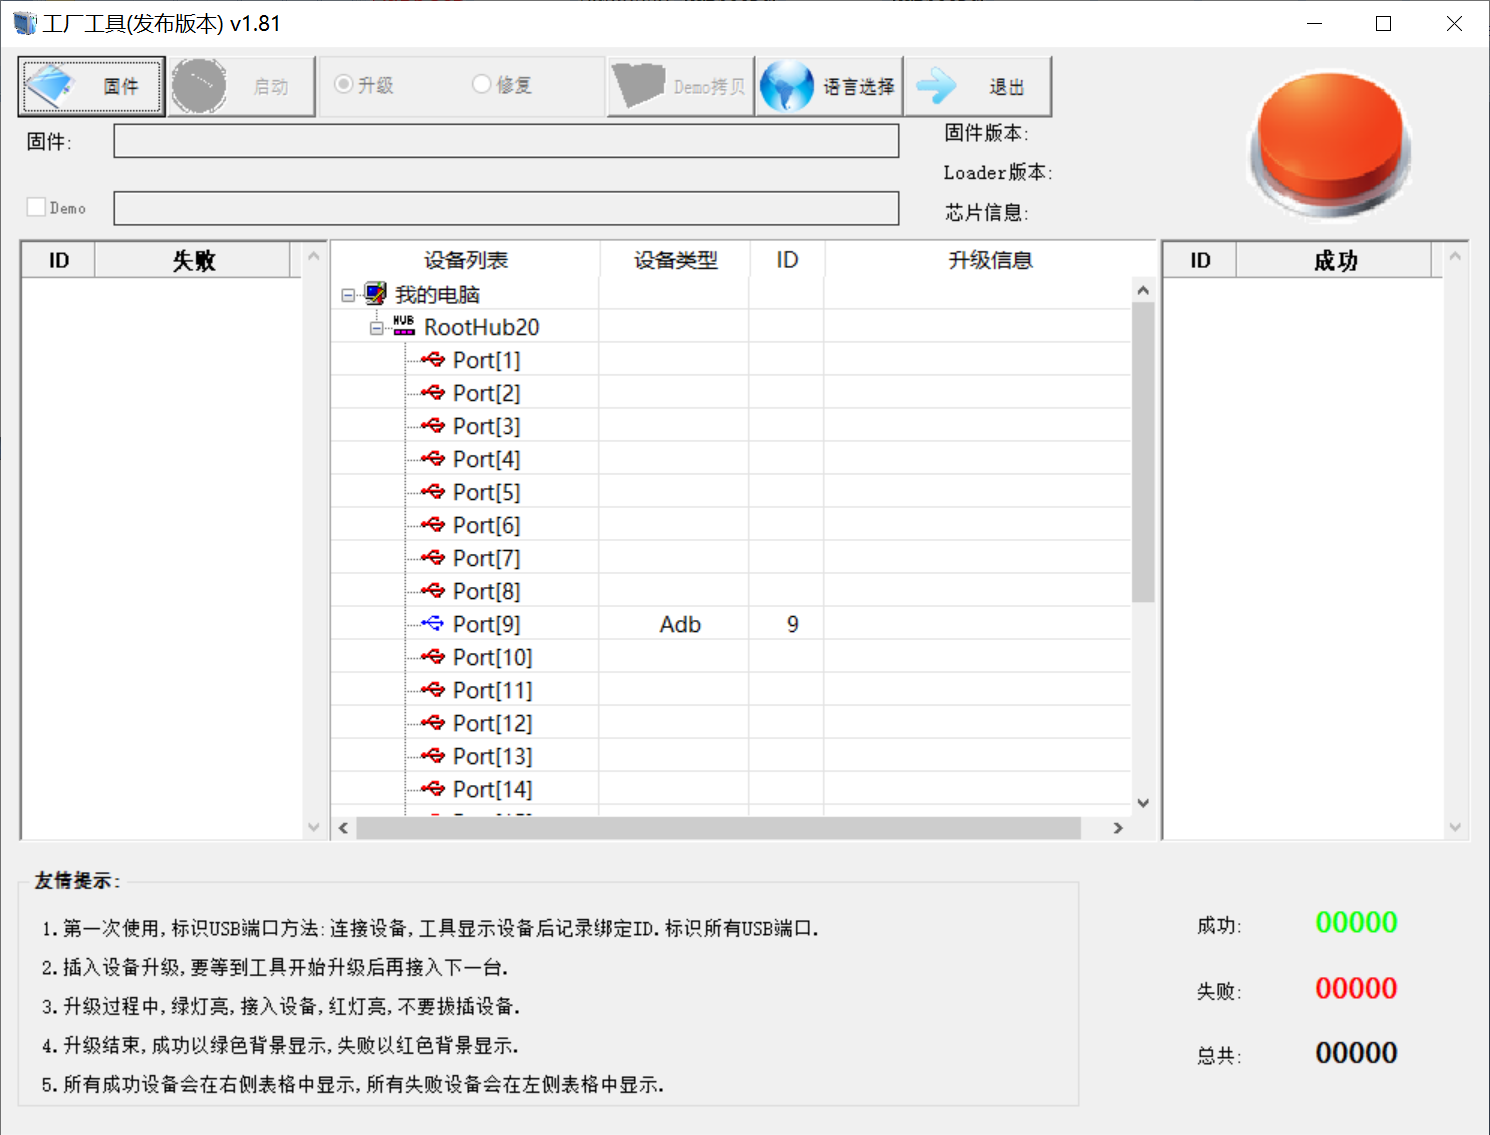 工厂工具(发布版本) v1.81
固件 启动 升级 修复 Demo拷贝 语言选择 退出
固件:
固件版本:
Loader版本:
Demo
芯片信息:
ID 失败
设备列表 设备类型 ID 升级信息
ID 成功
我的电脑
HUB RootHub20
Port[1]
Port[2]
Port[3]
Port[4]
Port[5]
Port[6]
Port[7]
Port[8]
Port[9] Adb 9
Port[10]
Port[11]
Port[12]
Port[13]
Port[14]
友情提示:
1.第一次使用,标识USB端口方法:连接设备,工具显示设备后记录绑定ID.标识所有USB端口.
2.插入设备升级,要等到工具开始升级后再接入下一台.
3.升级过程中,绿灯亮,接入设备,红灯亮,不要拔插设备.
4.升级结束,成功以绿色背景显示,失败以红色背景显示.
5.所有成功设备会在右侧表格中显示,所有失败设备会在左侧表格中显示.
成功: 00000
失败: 00000
总共: 00000